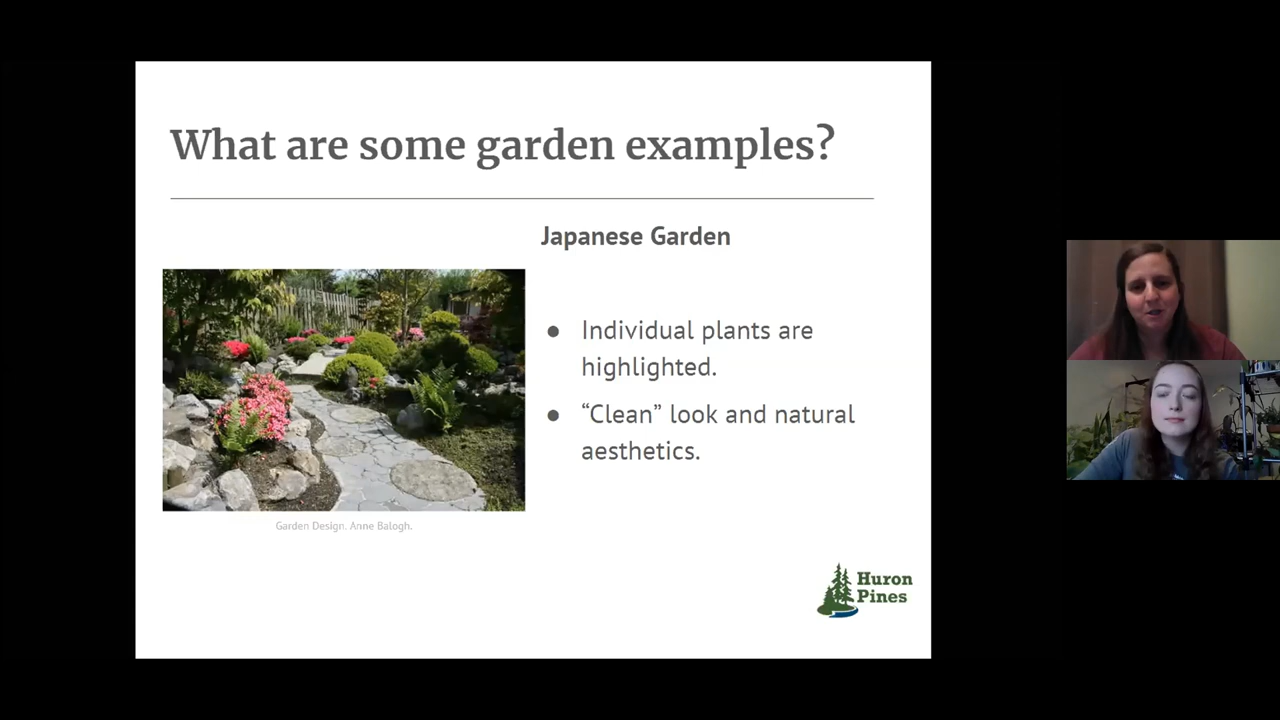 What are some garden examples?
Japanese Garden
● Individual plants are
highlighted.
● “Clean” look and natural
aesthetics.
Garden Design. Anne Balogh.
Huron
Pines